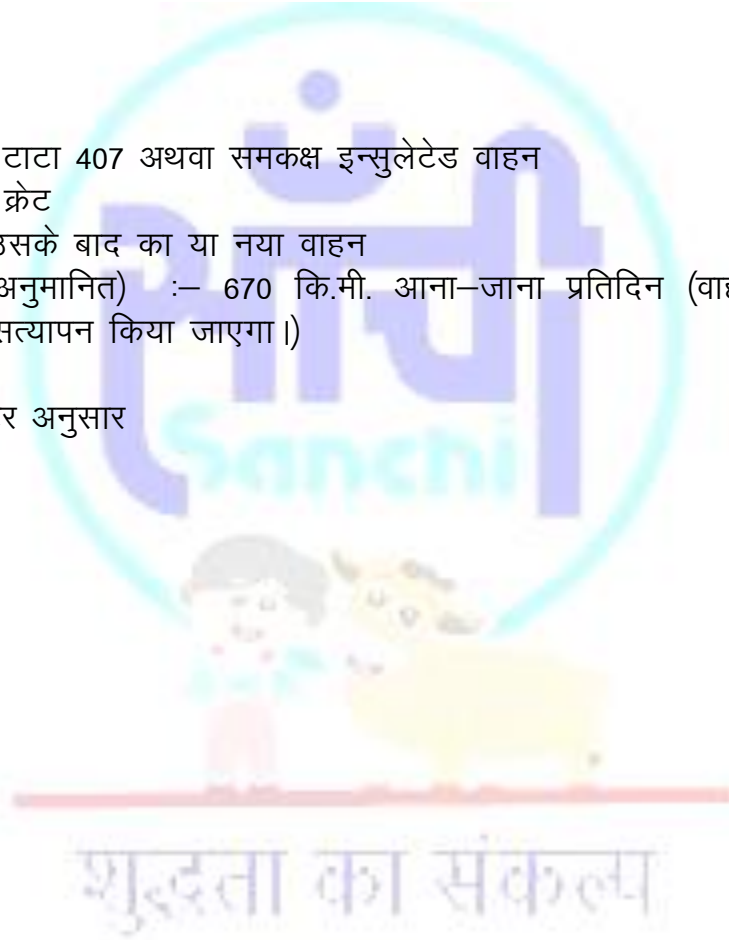 टाटा 407 अथवा समकक्ष इन्सुलेटेड वाहन
क्रेट
उसके बाद का या नया वाहन
अनुमानित) :– 670 कि.मी. आना–जाना प्रतिदिन
सत्यापन किया जाएगा।)
अनुसार
साँची
Sanchi
शुद्धता का संकल्प